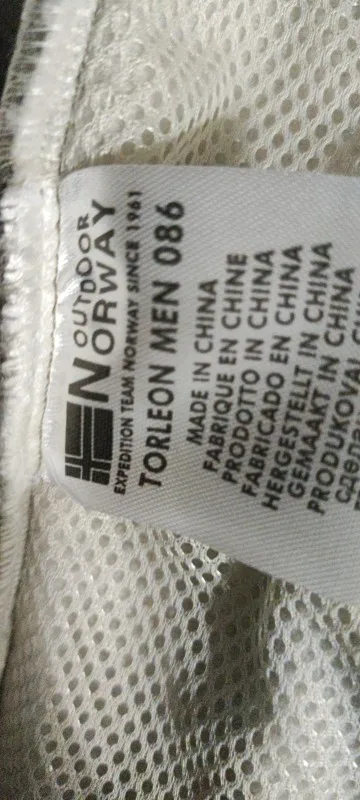 OUTDOOR
NORWAY
EXPEDITION TEAM NORWAY SINCE 1961
TORLEON MEN 086
MADE IN CHINA
FABRIQUE EN CHINE
PRODOTTO IN CHINA
FABRICADO EN CHINA
HERGESTELLT IN CHINA
GEMAAKT IN CHINA
PRODUKOVAL